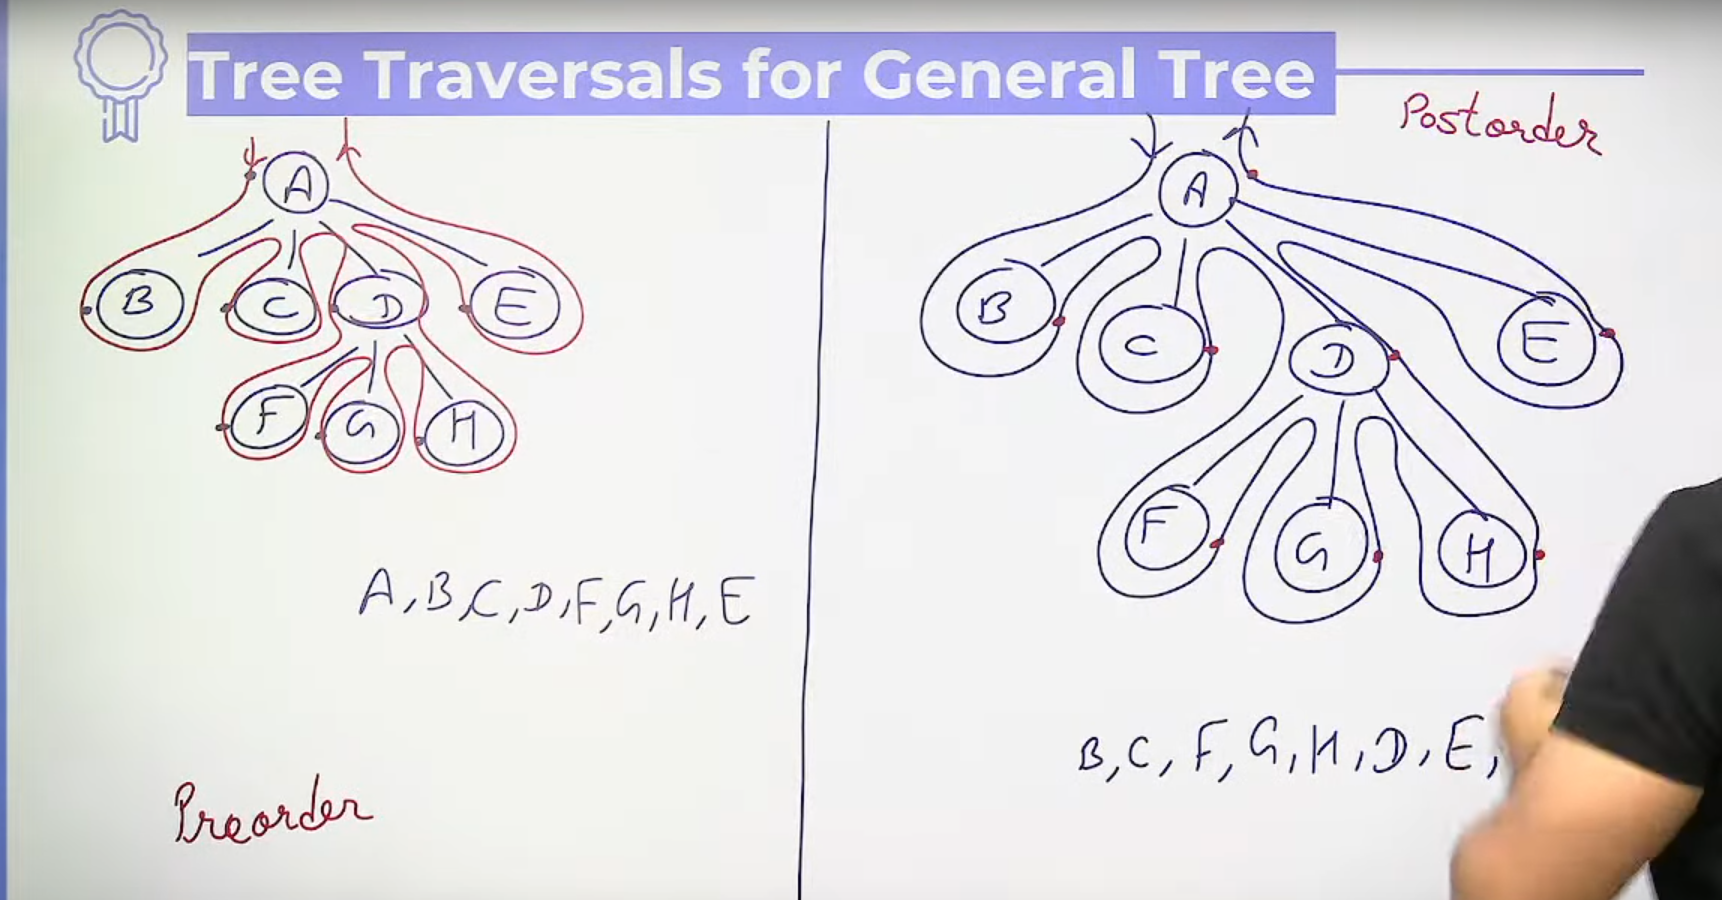 Tree Traversals for General Tree
A
B
C
D
E
F
G
H
A, B, C, D, F, G, H, E
Preorder
Postorder
A
B
C
D
E
F
G
H
B, C, F, G, H, D, E,